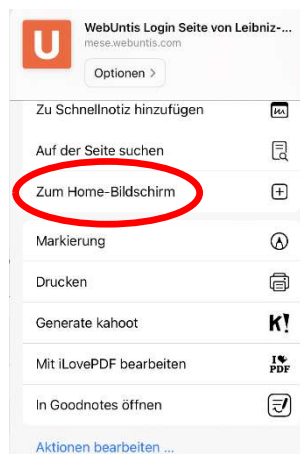 WebUntis Login Seite von Leibniz-...
mese.webuntis.com
Optionen >
Zu Schnellnotiz hinzufügen
Auf der Seite suchen
Zum Home-Bildschirm
Markierung
Drucken
Generate kahoot
K!
Mit iLovePDF bearbeiten
I
PDF
In Goodnotes öffnen
Aktionen bearbeiten ...